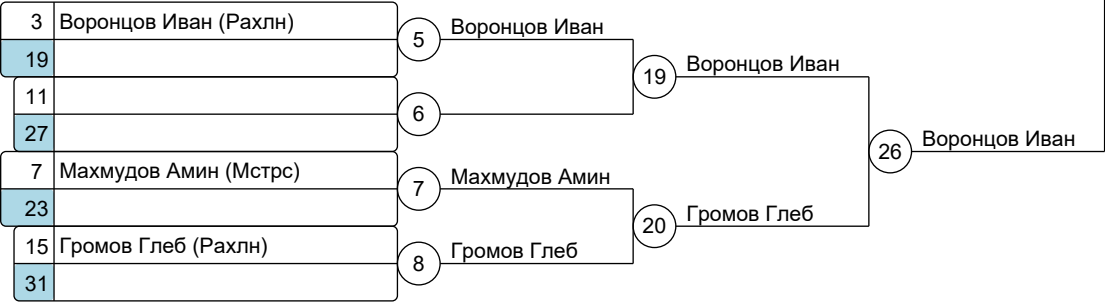 3 Воронцов Иван (Рахлн)
5 Воронцов Иван
19
19 Воронцов Иван
11
6
27
26 Воронцов Иван
7 Махмудов Амин (Мстрс)
7 Махмудов Амин
23
20 Громов Глеб
15 Громов Глеб (Рахлн)
8 Громов Глеб
31